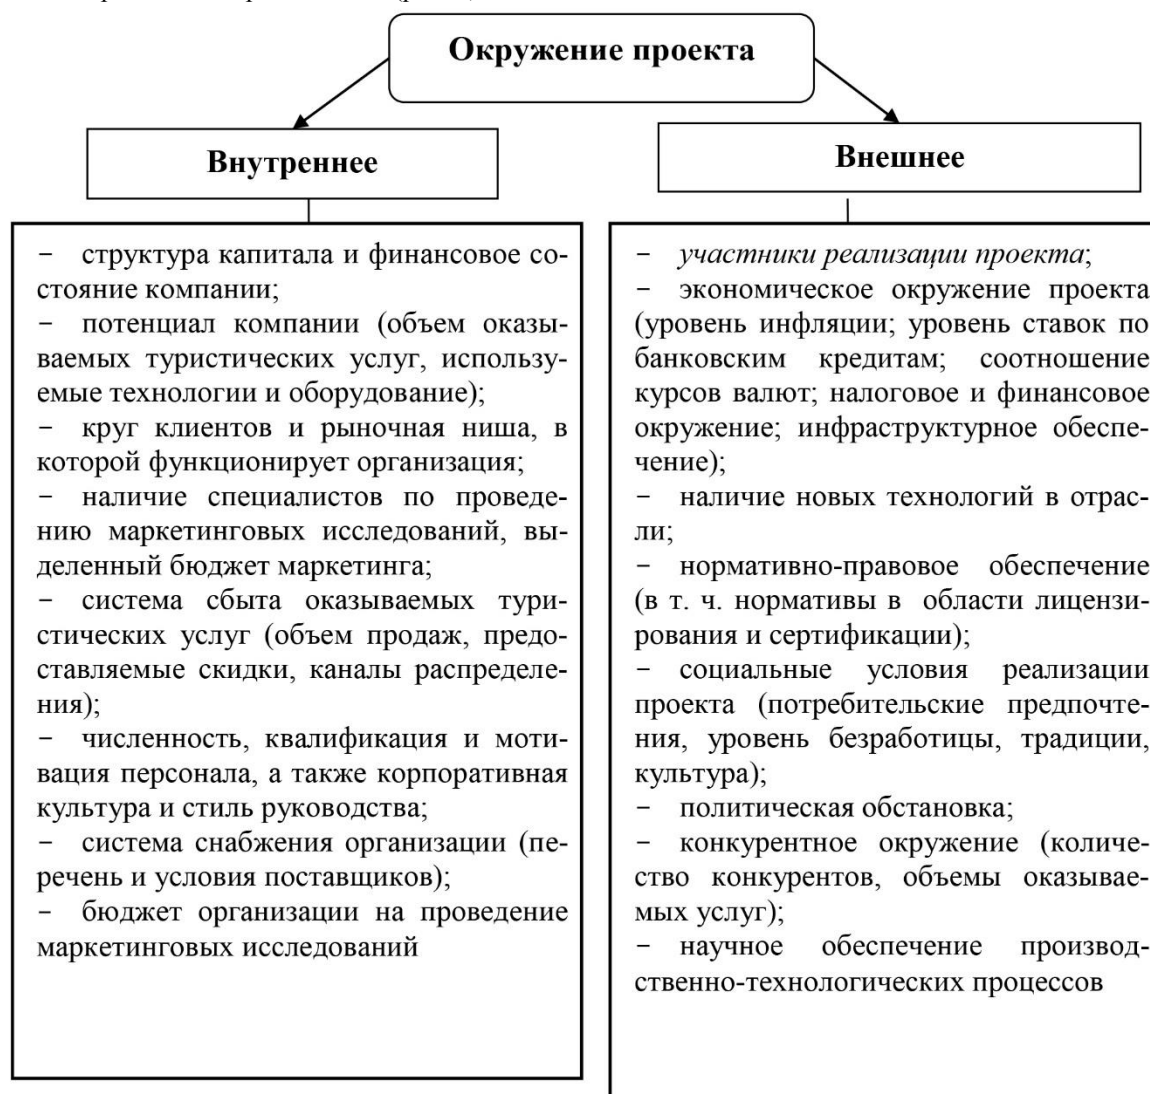 Окружение проекта
Внутреннее
− структура капитала и финансовое со-
стояние компании;
− потенциал компании (объем оказы-
ваемых туристических услуг, использу-
емые технологии и оборудование);
− круг клиентов и рыночная ниша, в
которой функционирует организация;
− наличие специалистов по проведе-
нию маркетинговых исследований, вы-
деленный бюджет маркетинга;
− система сбыта оказываемых тури-
стических услуг (объем продаж, предо-
ставляемые скидки, каналы распределе-
ния);
− численность, квалификация и моти-
вация персонала, а также корпоративная
культура и стиль руководства;
− система снабжения организации (пе-
речень и условия поставщиков);
− бюджет организации на проведение
маркетинговых исследований
Внешнее
− участники реализации проекта;
− экономическое окружение проекта
(уровень инфляции; уровень ставок по
банковским кредитам; соотношение
курсов валют; налоговое и финансовое
окружение; инфраструктурное обеспе-
чение);
− наличие новых технологий в отрас-
ли;
− нормативно-правовое обеспечение
(в т. ч. нормативы в области лицензи-
рования и сертификации);
− социальные условия реализации
проекта (потребительские предпочте-
ния, уровень безработицы, традиции,
культура);
− политическая обстановка;
− конкурентное окружение (количе-
ство конкурентов, объемы оказывае-
мых услуг);
− научное обеспечение производ-
ственно-технологических процессов